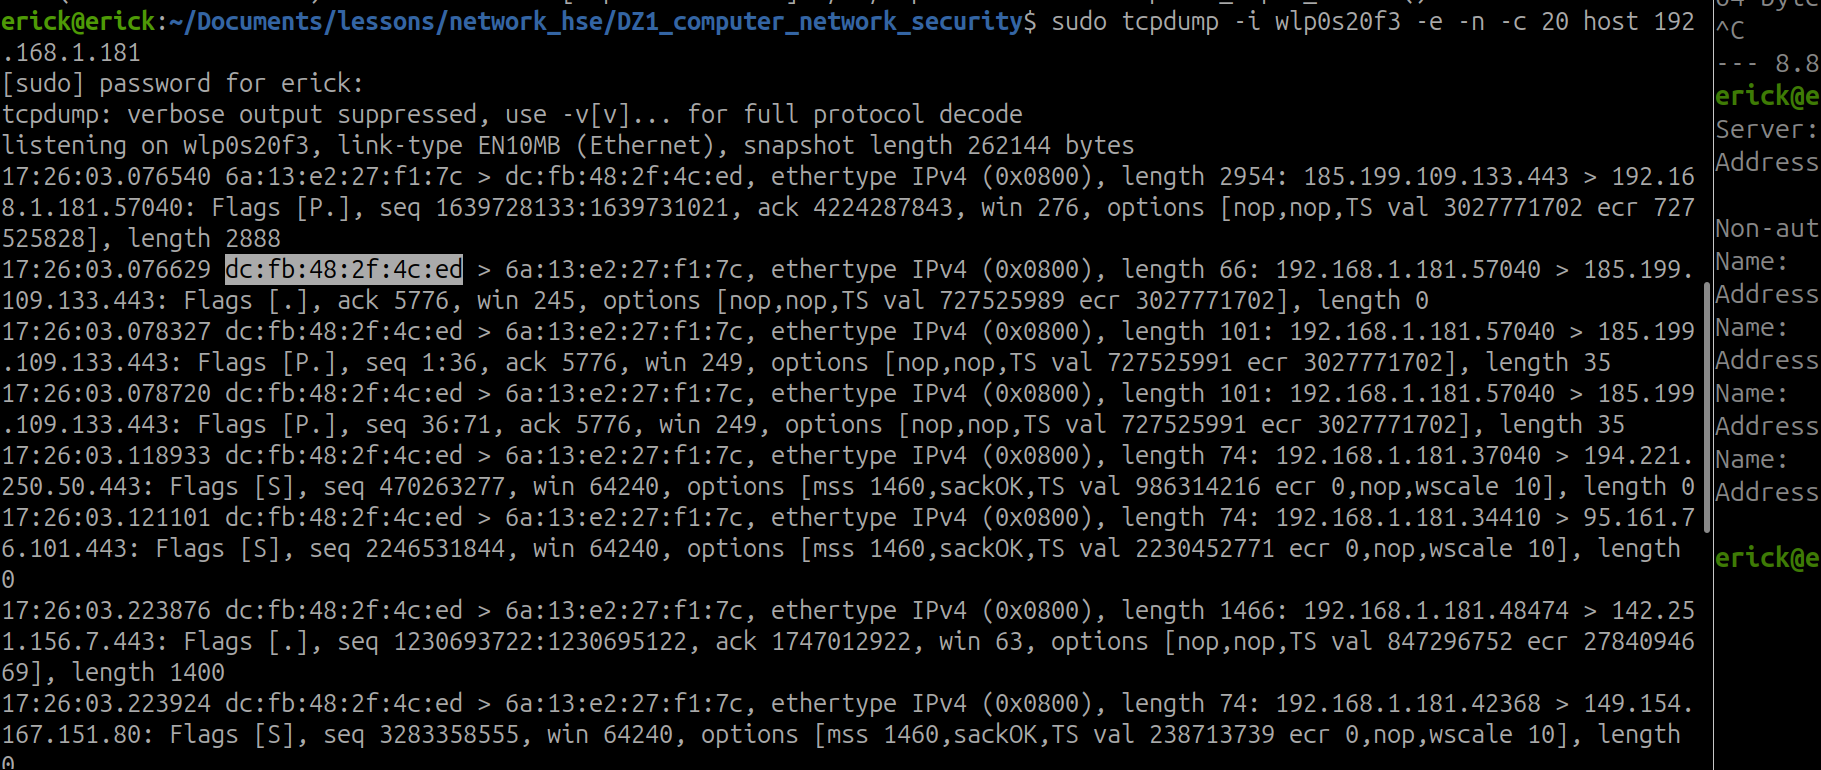 erick@erick:~/Documents/lessons/network_hse/DZ1_computer_network_security$ sudo tcpdump -i wlp0s20f3 -e -n -c 20 host 192
.168.1.181
[sudo] password for erick:
tcpdump: verbose output suppressed, use -v[v]... for full protocol decode
listening on wlp0s20f3, link-type EN10MB (Ethernet), snapshot length 262144 bytes
17:26:03.076540 6a:13:e2:27:f1:7c > dc:fb:48:2f:4c:ed, ethertype IPv4 (0x0800), length 2954: 185.199.109.133.443 > 192.16
8.1.181.57040: Flags [P.], seq 1639728133:1639731021, ack 4224287843, win 276, options [nop,nop,TS val 3027771702 ecr 727
525828], length 2888
17:26:03.076629 dc:fb:48:2f:4c:ed > 6a:13:e2:27:f1:7c, ethertype IPv4 (0x0800), length 66: 192.168.1.181.57040 > 185.199.
109.133.443: Flags [.], ack 5776, win 245, options [nop,nop,TS val 727525989 ecr 3027771702], length 0
17:26:03.078327 dc:fb:48:2f:4c:ed > 6a:13:e2:27:f1:7c, ethertype IPv4 (0x0800), length 101: 192.168.1.181.57040 > 185.199
.109.133.443: Flags [P.], seq 1:36, ack 5776, win 249, options [nop,nop,TS val 727525991 ecr 3027771702], length 35
17:26:03.078720 dc:fb:48:2f:4c:ed > 6a:13:e2:27:f1:7c, ethertype IPv4 (0x0800), length 101: 192.168.1.181.57040 > 185.199
.109.133.443: Flags [P.], seq 36:71, ack 5776, win 249, options [nop,nop,TS val 727525991 ecr 3027771702], length 35
17:26:03.118933 dc:fb:48:2f:4c:ed > 6a:13:e2:27:f1:7c, ethertype IPv4 (0x0800), length 74: 192.168.1.181.37040 > 194.221.
250.50.443: Flags [S], seq 470263277, win 64240, options [mss 1460,sackOK,TS val 986314216 ecr 0,nop,wscale 10], length 0
17:26:03.121101 dc:fb:48:2f:4c:ed > 6a:13:e2:27:f1:7c, ethertype IPv4 (0x0800), length 74: 192.168.1.181.34410 > 95.161.7
6.101.443: Flags [S], seq 2246531844, win 64240, options [mss 1460,sackOK,TS val 2230452771 ecr 0,nop,wscale 10], length
0
17:26:03.223876 dc:fb:48:2f:4c:ed > 6a:13:e2:27:f1:7c, ethertype IPv4 (0x0800), length 1466: 192.168.1.181.48474 > 142.25
1.156.7.443: Flags [.], seq 1230693722:1230695122, ack 1747012922, win 63, options [nop,nop,TS val 847296752 ecr 27840946
69], length 1400
17:26:03.223924 dc:fb:48:2f:4c:ed > 6a:13:e2:27:f1:7c, ethertype IPv4 (0x0800), length 74: 192.168.1.181.42368 > 149.154.
167.151.80: Flags [S], seq 3283358555, win 64240, options [mss 1460,sackOK,TS val 238713739 ecr 0,nop,wscale 10], length
0
^C
--- 8.8
erick@e
Server:
Address
Non-aut
Name:
Address
Name:
Address
Name:
Address
Name:
Address
erick@e